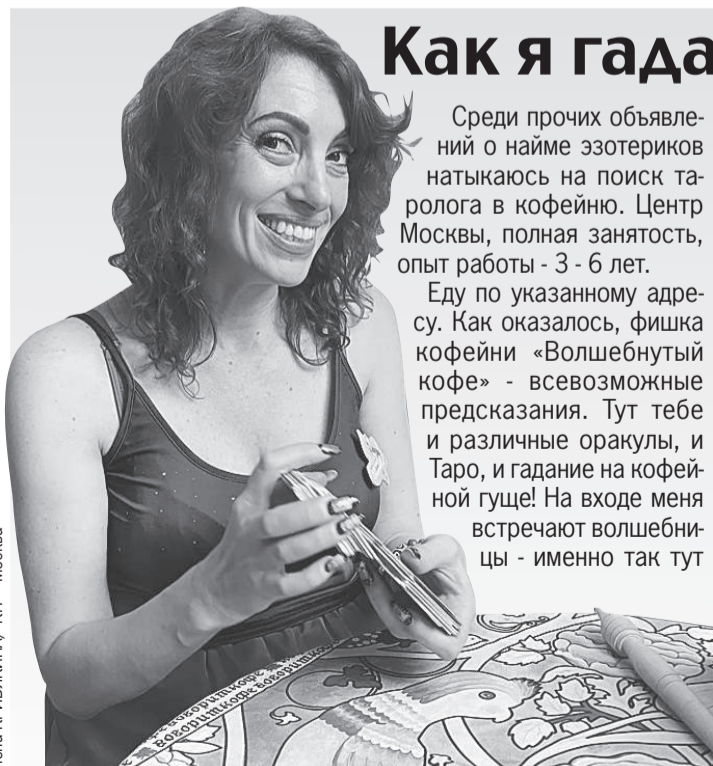 Как я гада
Среди прочих объявле-
ний о найме эзотериков
натыкаюсь на поиск та-
ролога в кофейню. Центр
Москвы, полная занятость,
опыт работы - 3 - 6 лет.
Еду по указанному адре-
су. Как оказалось, фишка
кофейни «Волшебнутый
кофе» - всевозможные
предсказания. Тут тебе
и различные оракулы, и
Таро, и гадание на кофей-
ной гуще! На входе меня
встречают волшебни-
цы - именно так тут